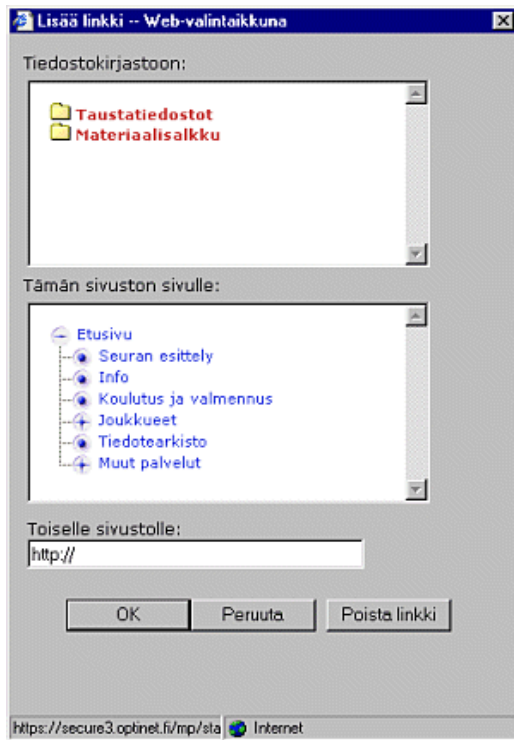 Lisää linkki -- Web-valintaikkuna
Tiedostokirjastoon:
Taustatiedostot
Materiaalisalkku
Tämän sivuston sivulle:
Etusivu
Seuran esittely
Info
Koulutus ja valmennus
Joukkueet
Tiedotearkisto
Muut palvelut
Toiselle sivustolle:
http://
OK Peruuta Poista linkki
https://secure3.optinet.fi/mp/sta Internet